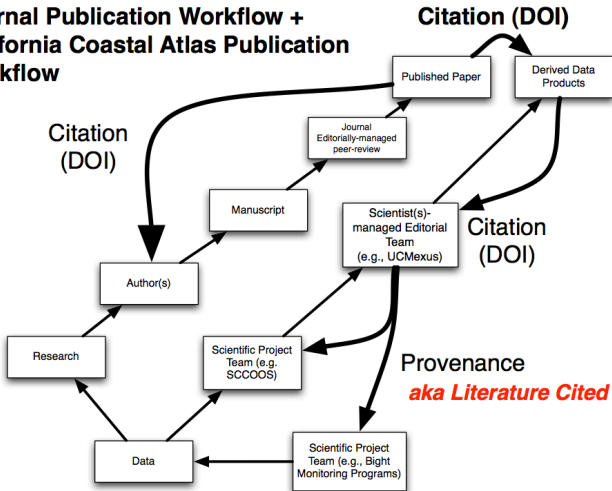 rnal Publication Workflow +
ifornia Coastal Atlas Publication
rkflow
Citation (DOI)
Published Paper
Derived Data
Products
Citation
(DOI)
Journal
Editorially-managed
peer-review
Manuscript
Scientist(s)-
managed Editorial
Team
(e.g., UCMexus)
Citation
(DOI)
Author(s)
Research
Scientific Project
Team (e.g.
SCCOOS)
Provenance
aka Literature Cited
Data
Scientific Project
Team (e.g., Bight
Monitoring Programs)